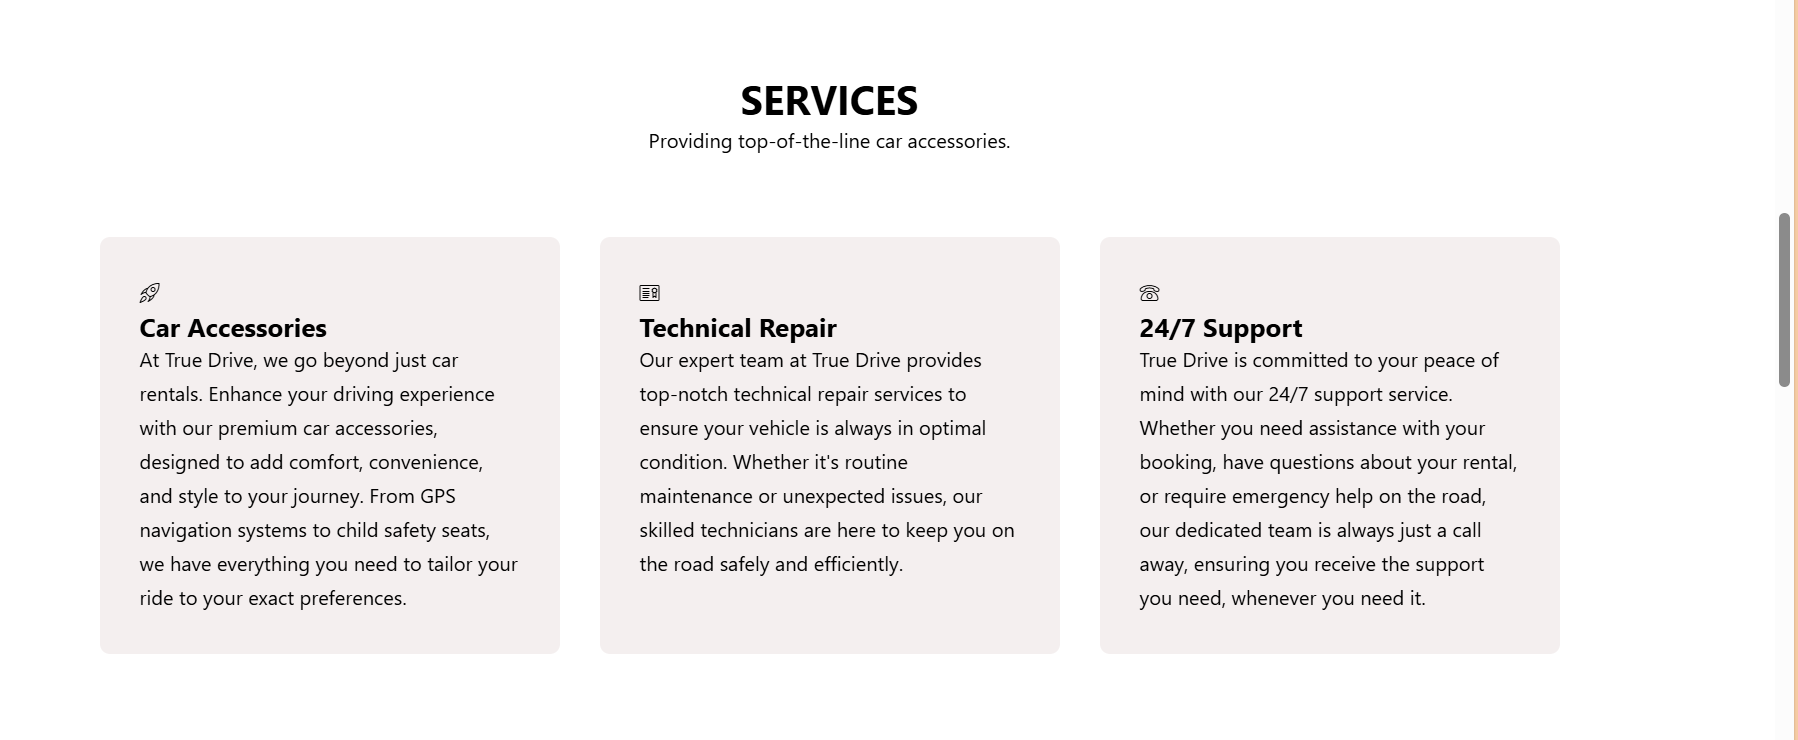 SERVICES
Providing top-of-the-line car accessories.
Car Accessories
At True Drive, we go beyond just car
rentals. Enhance your driving experience
with our premium car accessories,
designed to add comfort, convenience,
and style to your journey. From GPS
navigation systems to child safety seats,
we have everything you need to tailor your
ride to your exact preferences.
Technical Repair
Our expert team at True Drive provides
top-notch technical repair services to
ensure your vehicle is always in optimal
condition. Whether it's routine
maintenance or unexpected issues, our
skilled technicians are here to keep you on
the road safely and efficiently.
24/7 Support
True Drive is committed to your peace of
mind with our 24/7 support service.
Whether you need assistance with your
booking, have questions about your rental,
or require emergency help on the road,
our dedicated team is always just a call
away, ensuring you receive the support
you need, whenever you need it.